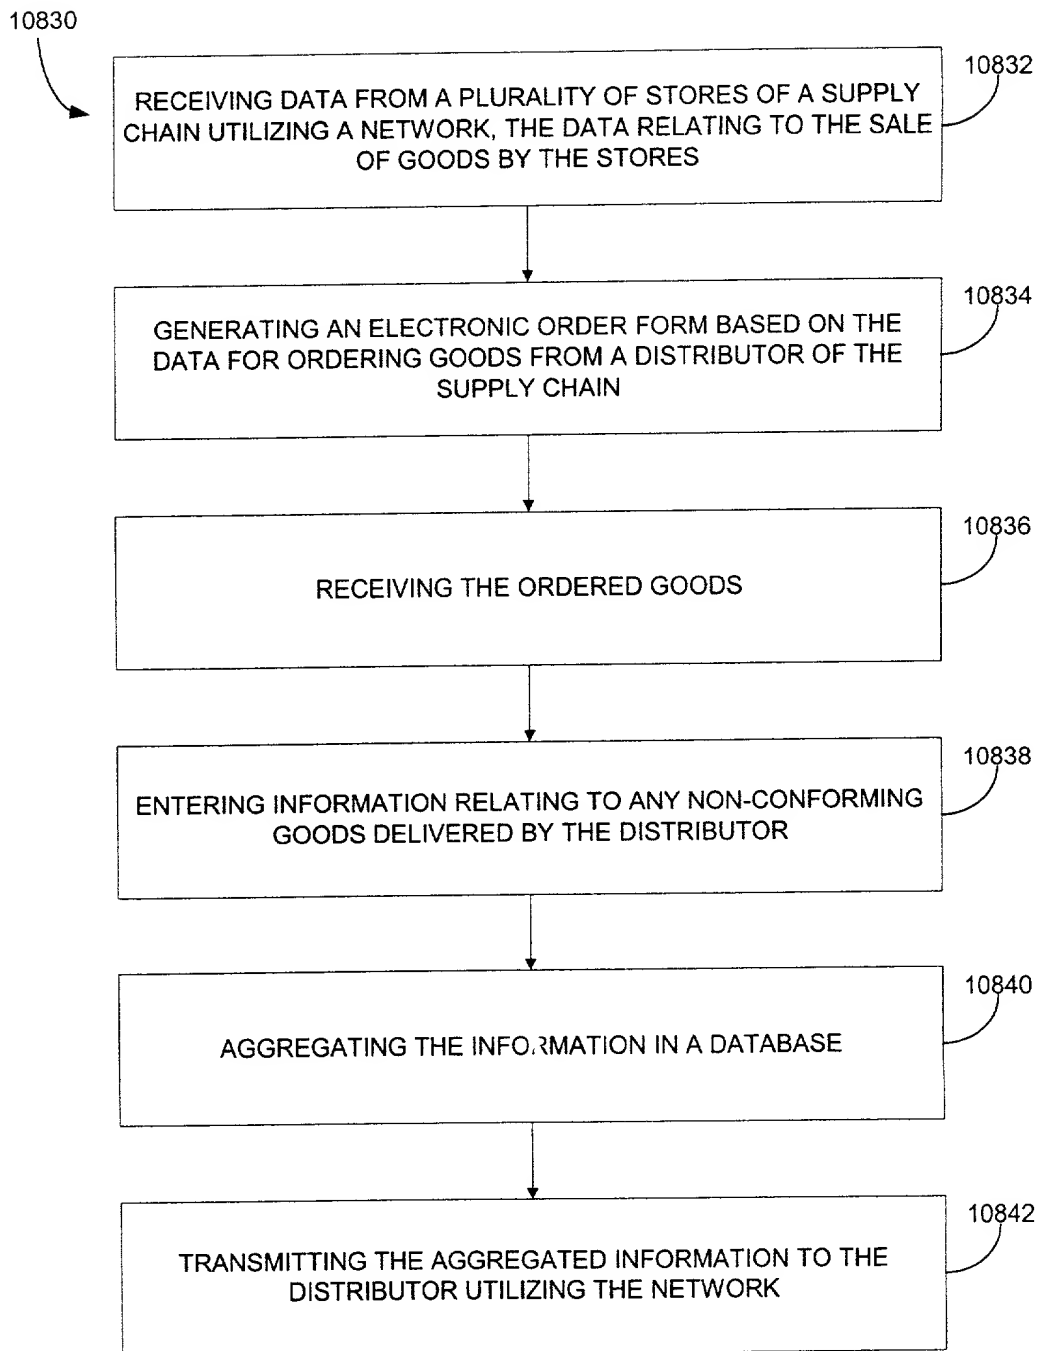 10830
10832
RECEIVING DATA FROM A PLURALITY OF STORES OF A SUPPLY
CHAIN UTILIZING A NETWORK, THE DATA RELATING TO THE SALE
OF GOODS BY THE STORES
10834
GENERATING AN ELECTRONIC ORDER FORM BASED ON THE
DATA FOR ORDERING GOODS FROM A DISTRIBUTOR OF THE
SUPPLY CHAIN
10836
RECEIVING THE ORDERED GOODS
10838
ENTERING INFORMATION RELATING TO ANY NON-CONFORMING
GOODS DELIVERED BY THE DISTRIBUTOR
10840
AGGREGATING THE INFORMATION IN A DATABASE
10842
TRANSMITTING THE AGGREGATED INFORMATION TO THE
DISTRIBUTOR UTILIZING THE NETWORK